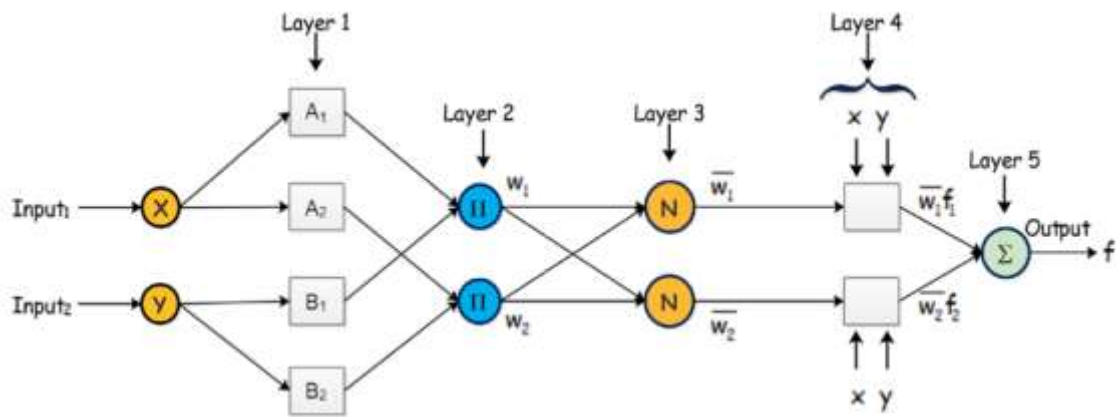 Layer 1
Layer 4
A₁
Layer 2
Layer 3
x y
Layer 5
w₁
w̅₁
Input₁
X
A₂
Π
N
w̅₁f₁
Output
Σ
f
Input₂
Y
B₁
Π
N
w̅₂f₂
w₂
w̅₂
B₂
x y